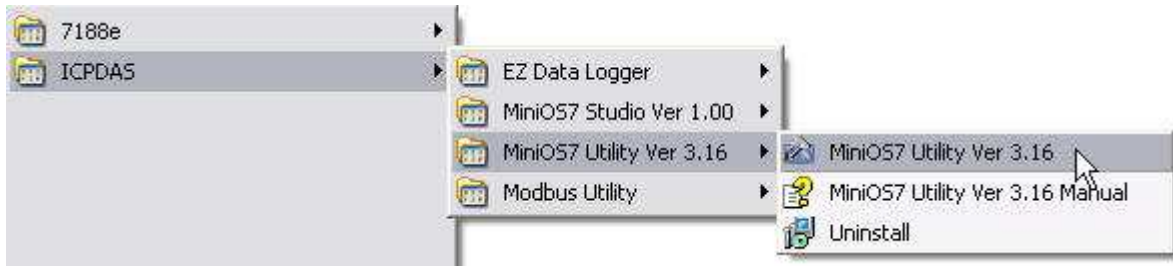 7188e
ICPDAS
EZ Data Logger
MiniOS7 Studio Ver 1.00
MiniOS7 Utility Ver 3.16
Modbus Utility
MiniOS7 Utility Ver 3.16
MiniOS7 Utility Ver 3.16 Manual
Uninstall